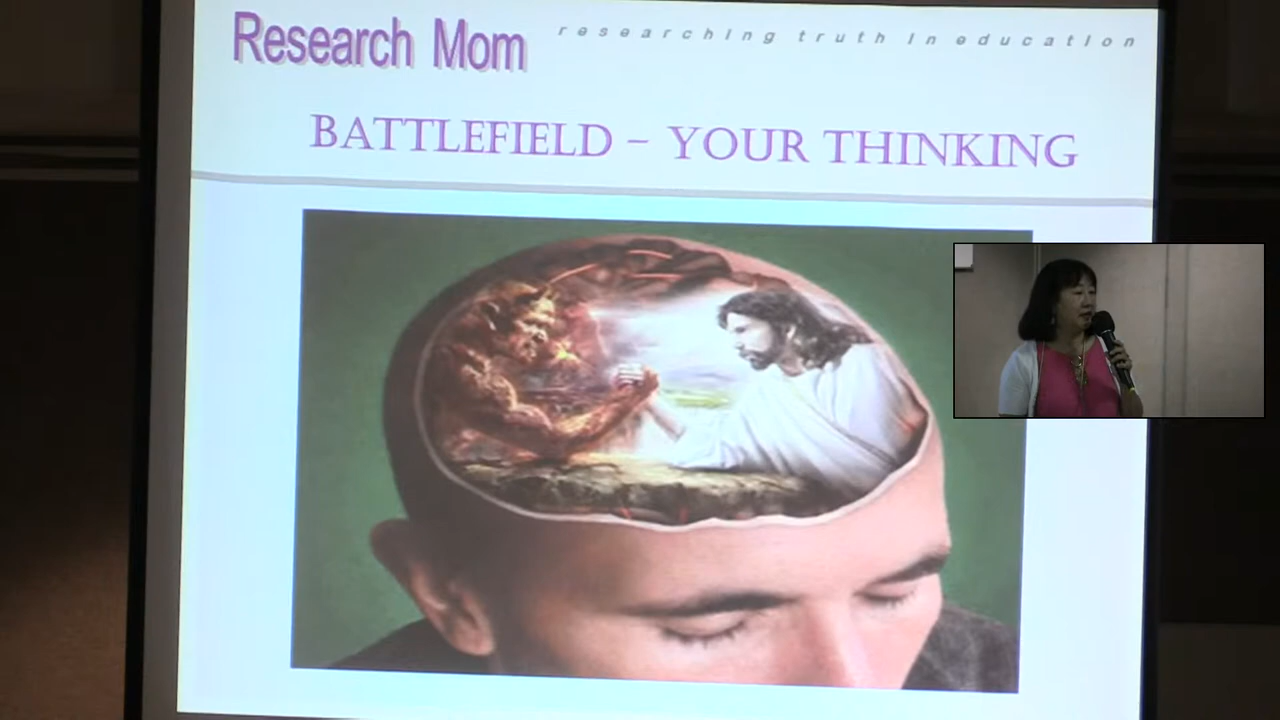 Research Mom
researching truth in education
BATTLEFIELD – YOUR THINKING